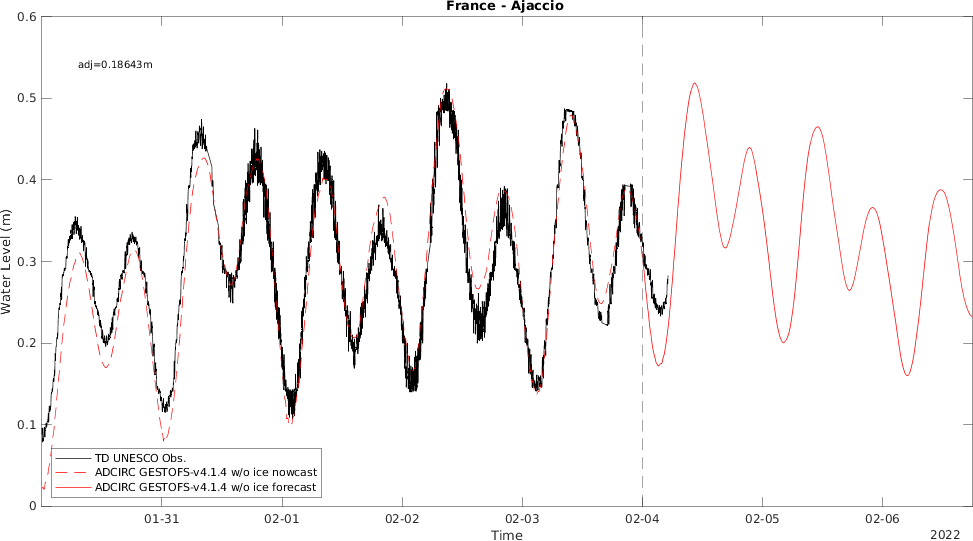 France - Ajaccio
adj=0.18643m
0.6
0.5
0.4
0.3
0.2
0.1
0
Water Level (m)
TD UNESCO Obs.
ADCIRC GESTOFS-v4.1.4 w/o ice nowcast
ADCIRC GESTOFS-v4.1.4 w/o ice forecast
01-31 02-01 02-02 02-03 02-04 02-05 02-06
Time
2022